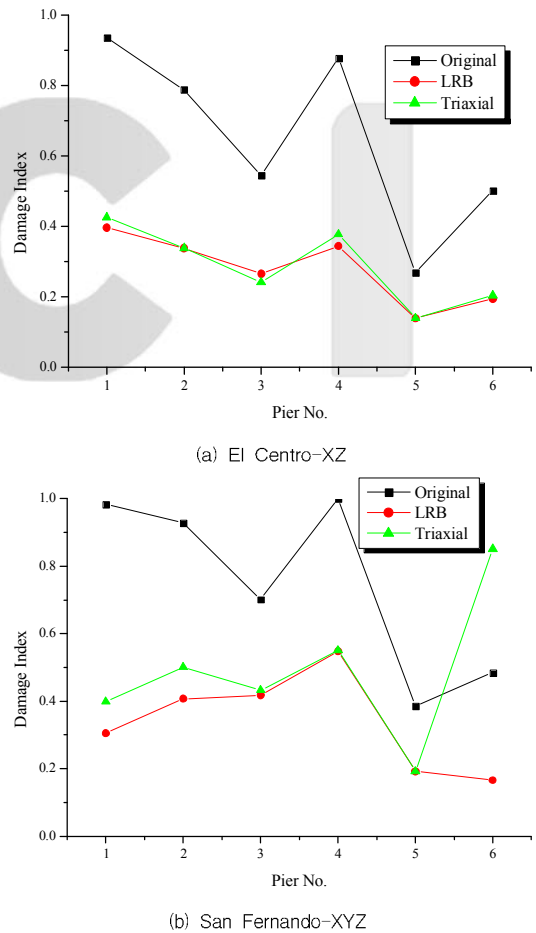 1.0
0.8
0.6
0.4
0.2
0.0
Damage Index
Original
LRB
Triaxial
1 2 3 4 5 6
Pier No.
(a) El Centro-XZ
1.0
0.8
0.6
0.4
0.2
0.0
Damage Index
Original
LRB
Triaxial
1 2 3 4 5 6
Pier No.
(b) San Fernando-XYZ